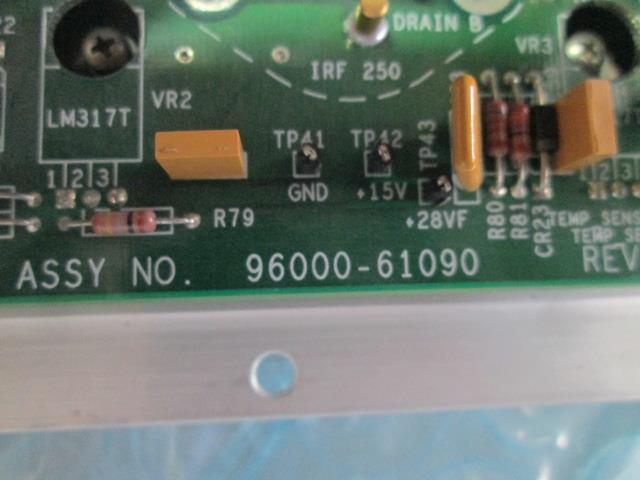 DRAIN B
VR3
IRF 250
LM317T
VR2
TP41
TP42
TP43
1 2 3
GND
+15V
+28VF
R79
R80
R81
CR23
TEMP SENS
TEMP SE
ASSY NO. 96000-61090
REV